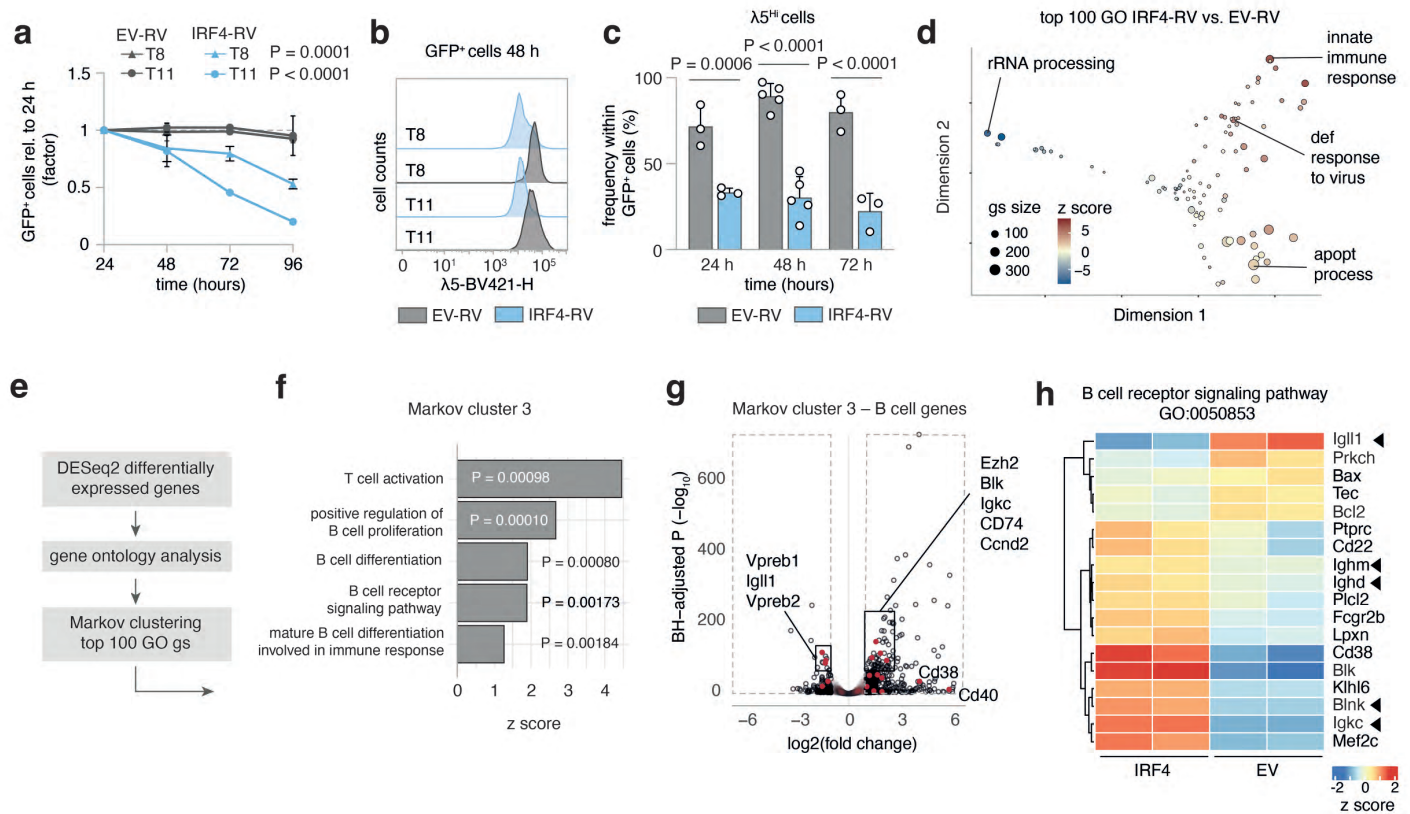 a
EV-RV IRF4-RV
T8 T8 P = 0.0001
T11 T11 P < 0.0001
GFP+ cells rel. to 24 h
(factor)
1.5
1
0.5
0
24 48 72 96
time (hours)
b
GFP+ cells 48 h
cell counts
T8
T8
T11
T11
0 10¹ 10³ 10⁵
λ5-BV421-H
EV-RV IRF4-RV
c
λ5Hi cells
P < 0.0001
P = 0.0006 P < 0.0001
frequency within
GFP+ cells (%)
100
50
0
24 h 48 h 72 h
time (hours)
EV-RV IRF4-RV
d
top 100 GO IRF4-RV vs. EV-RV
rRNA processing
innate
immune
response
def
response
to virus
apopt
process
gs size z score
100 5
200 0
300 −5
Dimension 2
Dimension 1
e
DESeq2 differentially
expressed genes
gene ontology analysis
Markov clustering
top 100 GO gs
f
Markov cluster 3
T cell activation P = 0.00098
positive regulation of
B cell proliferation P = 0.00010
B cell differentiation P = 0.00080
B cell receptor
signaling pathway P = 0.00173
mature B cell differentiation
involved in immune response P = 0.00184
0 1 2 3 4
z score
g
Markov cluster 3 – B cell genes
BH–adjusted P (−log10)
600
400
200
0
Vpreb1
Igll1
Vpreb2
Ezh2
Blk
Igkc
CD74
Ccnd2
Cd38
Cd40
−6 −3 0 3 6
log2(fold change)
h
B cell receptor signaling pathway
GO:0050853
Igll1
Prkch
Bax
Tec
Bcl2
Ptprc
Cd22
Ighm
Ighd
Plcl2
Fcgr2b
Lpxn
Cd38
Blk
Klhl6
Blnk
Igkc
Mef2c
IRF4 EV
-2 0 2
z score